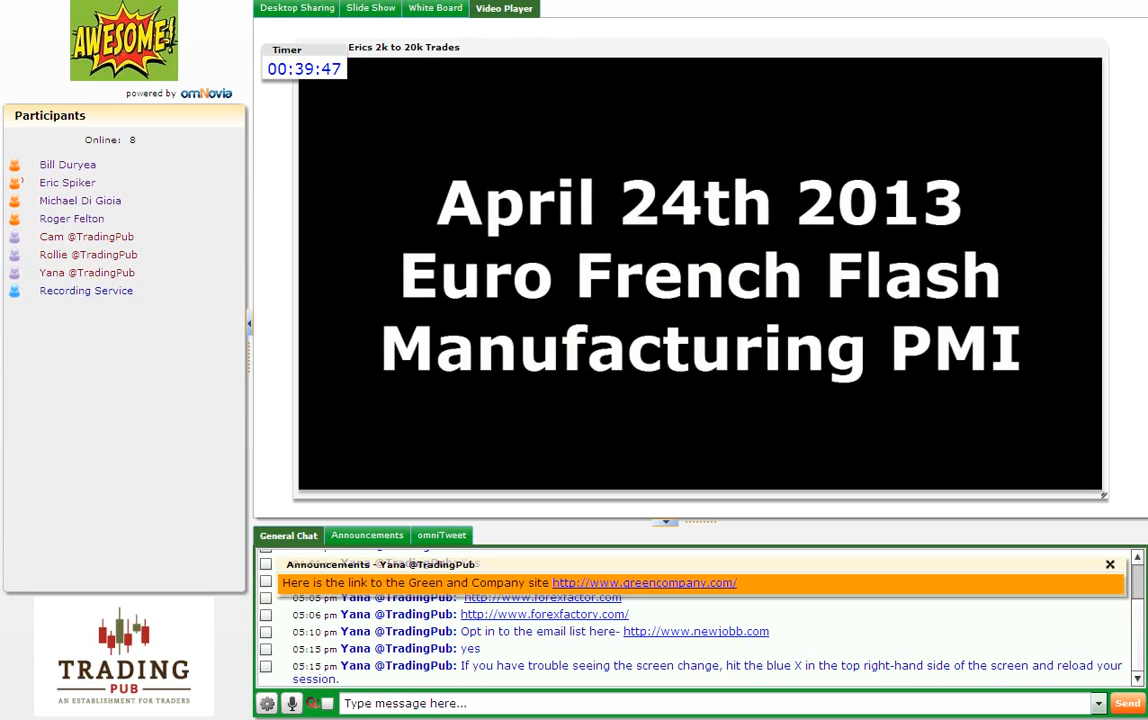 AWESOME!
powered by omNovia
Participants
Online: 8
Bill Duryea
Eric Spiker
Michael Di Gioia
Roger Felton
Cam @TradingPub
Rollie @TradingPub
Yana @TradingPub
Recording Service
TRADING
PUB
AN ESTABLISHMENT FOR TRADERS
Desktop Sharing Slide Show White Board Video Player
Timer
00:39:47
Erics 2k to 20k Trades
April 24th 2013
Euro French Flash
Manufacturing PMI
General Chat Announcements omniTweet
Announcements - Yana @TradingPub
Here is the link to the Green and Company site http://www.greencompany.com/
05:05 pm Yana @TradingPub: http://www.forexfactor.com
05:06 pm Yana @TradingPub: http://www.forexfactory.com/
05:10 pm Yana @TradingPub: Opt in to the email list here- http://www.newjobb.com
05:15 pm Yana @TradingPub: yes
05:15 pm Yana @TradingPub: If you have trouble seeing the screen change, hit the blue X in the top right-hand side of the screen and reload your
session.
Type message here...
Send